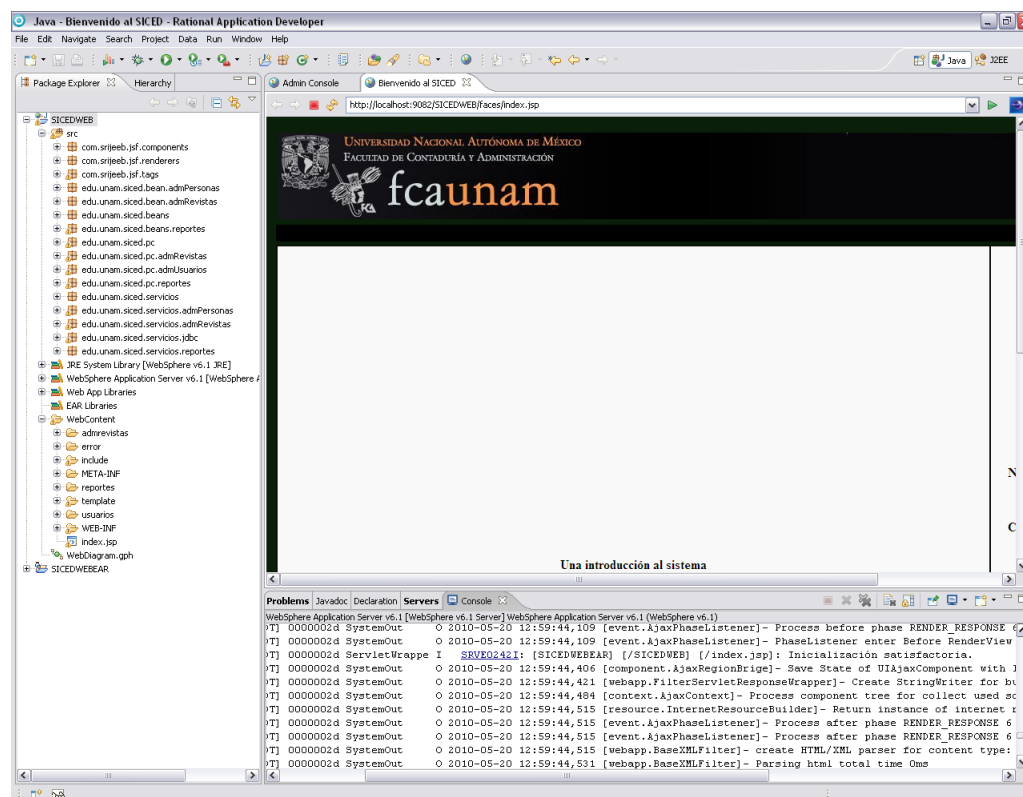 Java - Bienvenido al SICED - Rational Application Developer
File Edit Navigate Search Project Data Run Window Help
Java J2EE
Package Explorer Hierarchy
SICEDWEB
src
com.srijeeb.jsf.components
com.srijeeb.jsf.renderers
com.srijeeb.jsf.tags
edu.unam.siced.bean.admPersonas
edu.unam.siced.bean.admRevistas
edu.unam.siced.beans
edu.unam.siced.beans.reportes
edu.unam.siced.pc
edu.unam.siced.pc.admRevistas
edu.unam.siced.pc.admUsuarios
edu.unam.siced.pc.reportes
edu.unam.siced.servicios
edu.unam.siced.servicios.admPersonas
edu.unam.siced.servicios.admRevistas
edu.unam.siced.servicios.jdbc
edu.unam.siced.servicios.reportes
JRE System Library [WebSphere v6.1 JRE]
WebSphere Application Server v6.1 [WebSphere A
Web App Libraries
EAR Libraries
WebContent
admrevistas
error
include
META-INF
reportes
template
usuarios
WEB-INF
index.jsp
WebDiagram.gph
SICEDWEBEAR
Admin Console Bienvenido al SICED
http://localhost:9082/SICEDWEB/faces/index.jsp
UNIVERSIDAD NACIONAL AUTÓNOMA DE MÉXICO
FACULTAD DE CONTADURÍA Y ADMINISTRACIÓN
fcaunam
FCA
N
C
Una introducción al sistema
Problems Javadoc Declaration Servers Console
WebSphere Application Server v6.1 [WebSphere v6.1 Server] WebSphere Application Server v6.1 (WebSphere v6.1)
OT] 0000002d SystemOut O 2010-05-20 12:59:44,109 [event.AjaxPhaseListener]- Process before phase RENDER_RESPONSE 6
OT] 0000002d SystemOut O 2010-05-20 12:59:44,109 [event.AjaxPhaseListener]- PhaseListener enter Before RenderView
OT] 0000002d ServletWrappe I SRVE0242I: [SICEDWEBEAR] [/SICEDWEB] [/index.jsp]: Inicialización satisfactoria.
OT] 0000002d SystemOut O 2010-05-20 12:59:44,406 [component.AjaxRegionBrige]- Save State of UIAjaxComponent with I
OT] 0000002d SystemOut O 2010-05-20 12:59:44,421 [webapp.FilterServletResponseWrapper]- Create StringWriter for bu
OT] 0000002d SystemOut O 2010-05-20 12:59:44,484 [context.AjaxContext]- Process component tree for collect used sc
OT] 0000002d SystemOut O 2010-05-20 12:59:44,515 [resource.InternetResourceBuilder]- Return instance of internet r
OT] 0000002d SystemOut O 2010-05-20 12:59:44,515 [event.AjaxPhaseListener]- Process after phase RENDER_RESPONSE 6
OT] 0000002d SystemOut O 2010-05-20 12:59:44,515 [event.AjaxPhaseListener]- Process after phase RENDER_RESPONSE 6
OT] 0000002d SystemOut O 2010-05-20 12:59:44,515 [webapp.BaseXMLFilter]- create HTML/XML parser for content type:
OT] 0000002d SystemOut O 2010-05-20 12:59:44,531 [webapp.BaseXMLFilter]- Parsing html total time 0ms